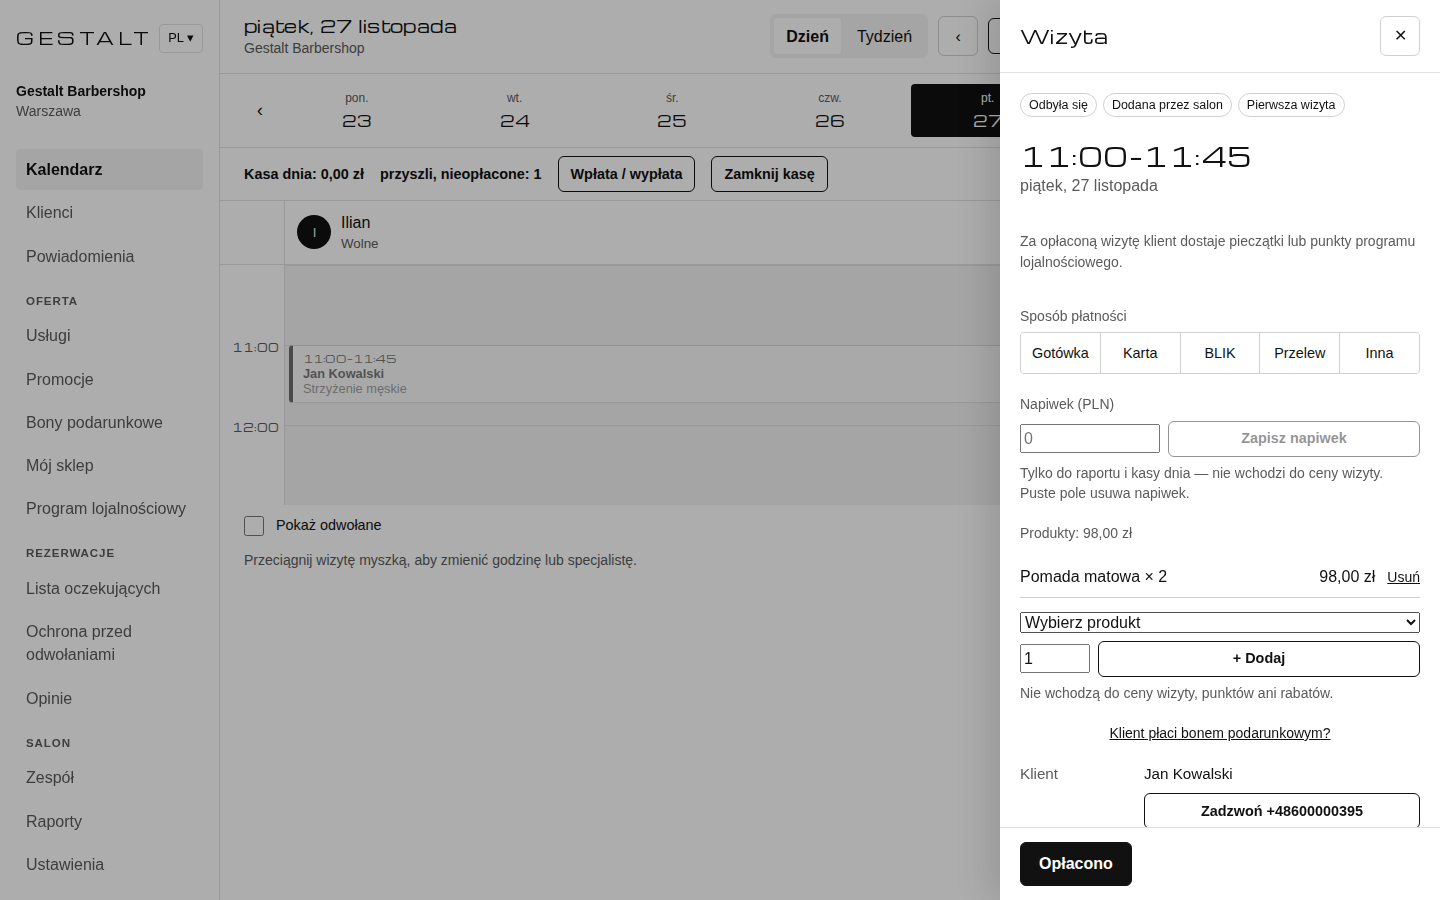 GESTALT
PL ▾
Gestalt Barbershop
Warszawa
Kalendarz
Klienci
Powiadomienia
OFERTA
Usługi
Promocje
Bony podarunkowe
Mój sklep
Program lojalnościowy
REZERWACJE
Lista oczekujących
Ochrona przed
odwołaniami
Opinie
SALON
Zespół
Raporty
Ustawienia
piątek, 27 listopada
Gestalt Barbershop
Dzień
Tydzień
‹
‹
pon.
23
wt.
24
śr.
25
czw.
26
pt.
27
Kasa dnia: 0,00 zł
przyszli, nieopłacone: 1
Wpłata / wypłata
Zamknij kasę
I
Ilian
Wolne
11:00
11:00-11:45
Jan Kowalski
Strzyżenie męskie
12:00
Pokaż odwołane
Przeciągnij wizytę myszką, aby zmienić godzinę lub specjalistę.
Wizyta
✕
Odbyła się
Dodana przez salon
Pierwsza wizyta
11:00-11:45
piątek, 27 listopada
Za opłaconą wizytę klient dostaje pieczątki lub punkty programu
lojalnościowego.
Sposób płatności
Gotówka
Karta
BLIK
Przelew
Inna
Napiwek (PLN)
0
Zapisz napiwek
Tylko do raportu i kasy dnia — nie wchodzi do ceny wizyty.
Puste pole usuwa napiwek.
Produkty: 98,00 zł
Pomada matowa × 2
98,00 zł
Usuń
Wybierz produkt
1
+ Dodaj
Nie wchodzą do ceny wizyty, punktów ani rabatów.
Klient płaci bonem podarunkowym?
Klient
Jan Kowalski
Zadzwoń +48600000395
Opłacono